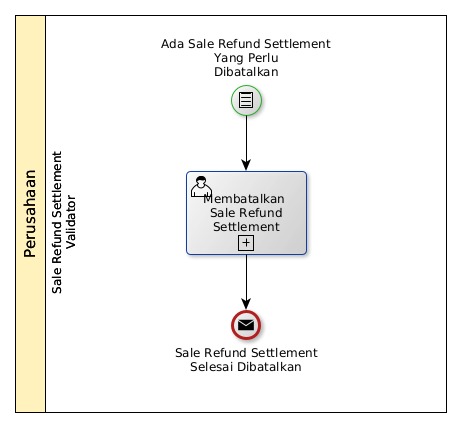 Perusahaan
Sale Refund Settlement
Validator
Ada Sale Refund Settlement
Yang Perlu
Dibatalkan
Membatalkan
Sale Refund
Settlement
Sale Refund Settlement
Selesai Dibatalkan